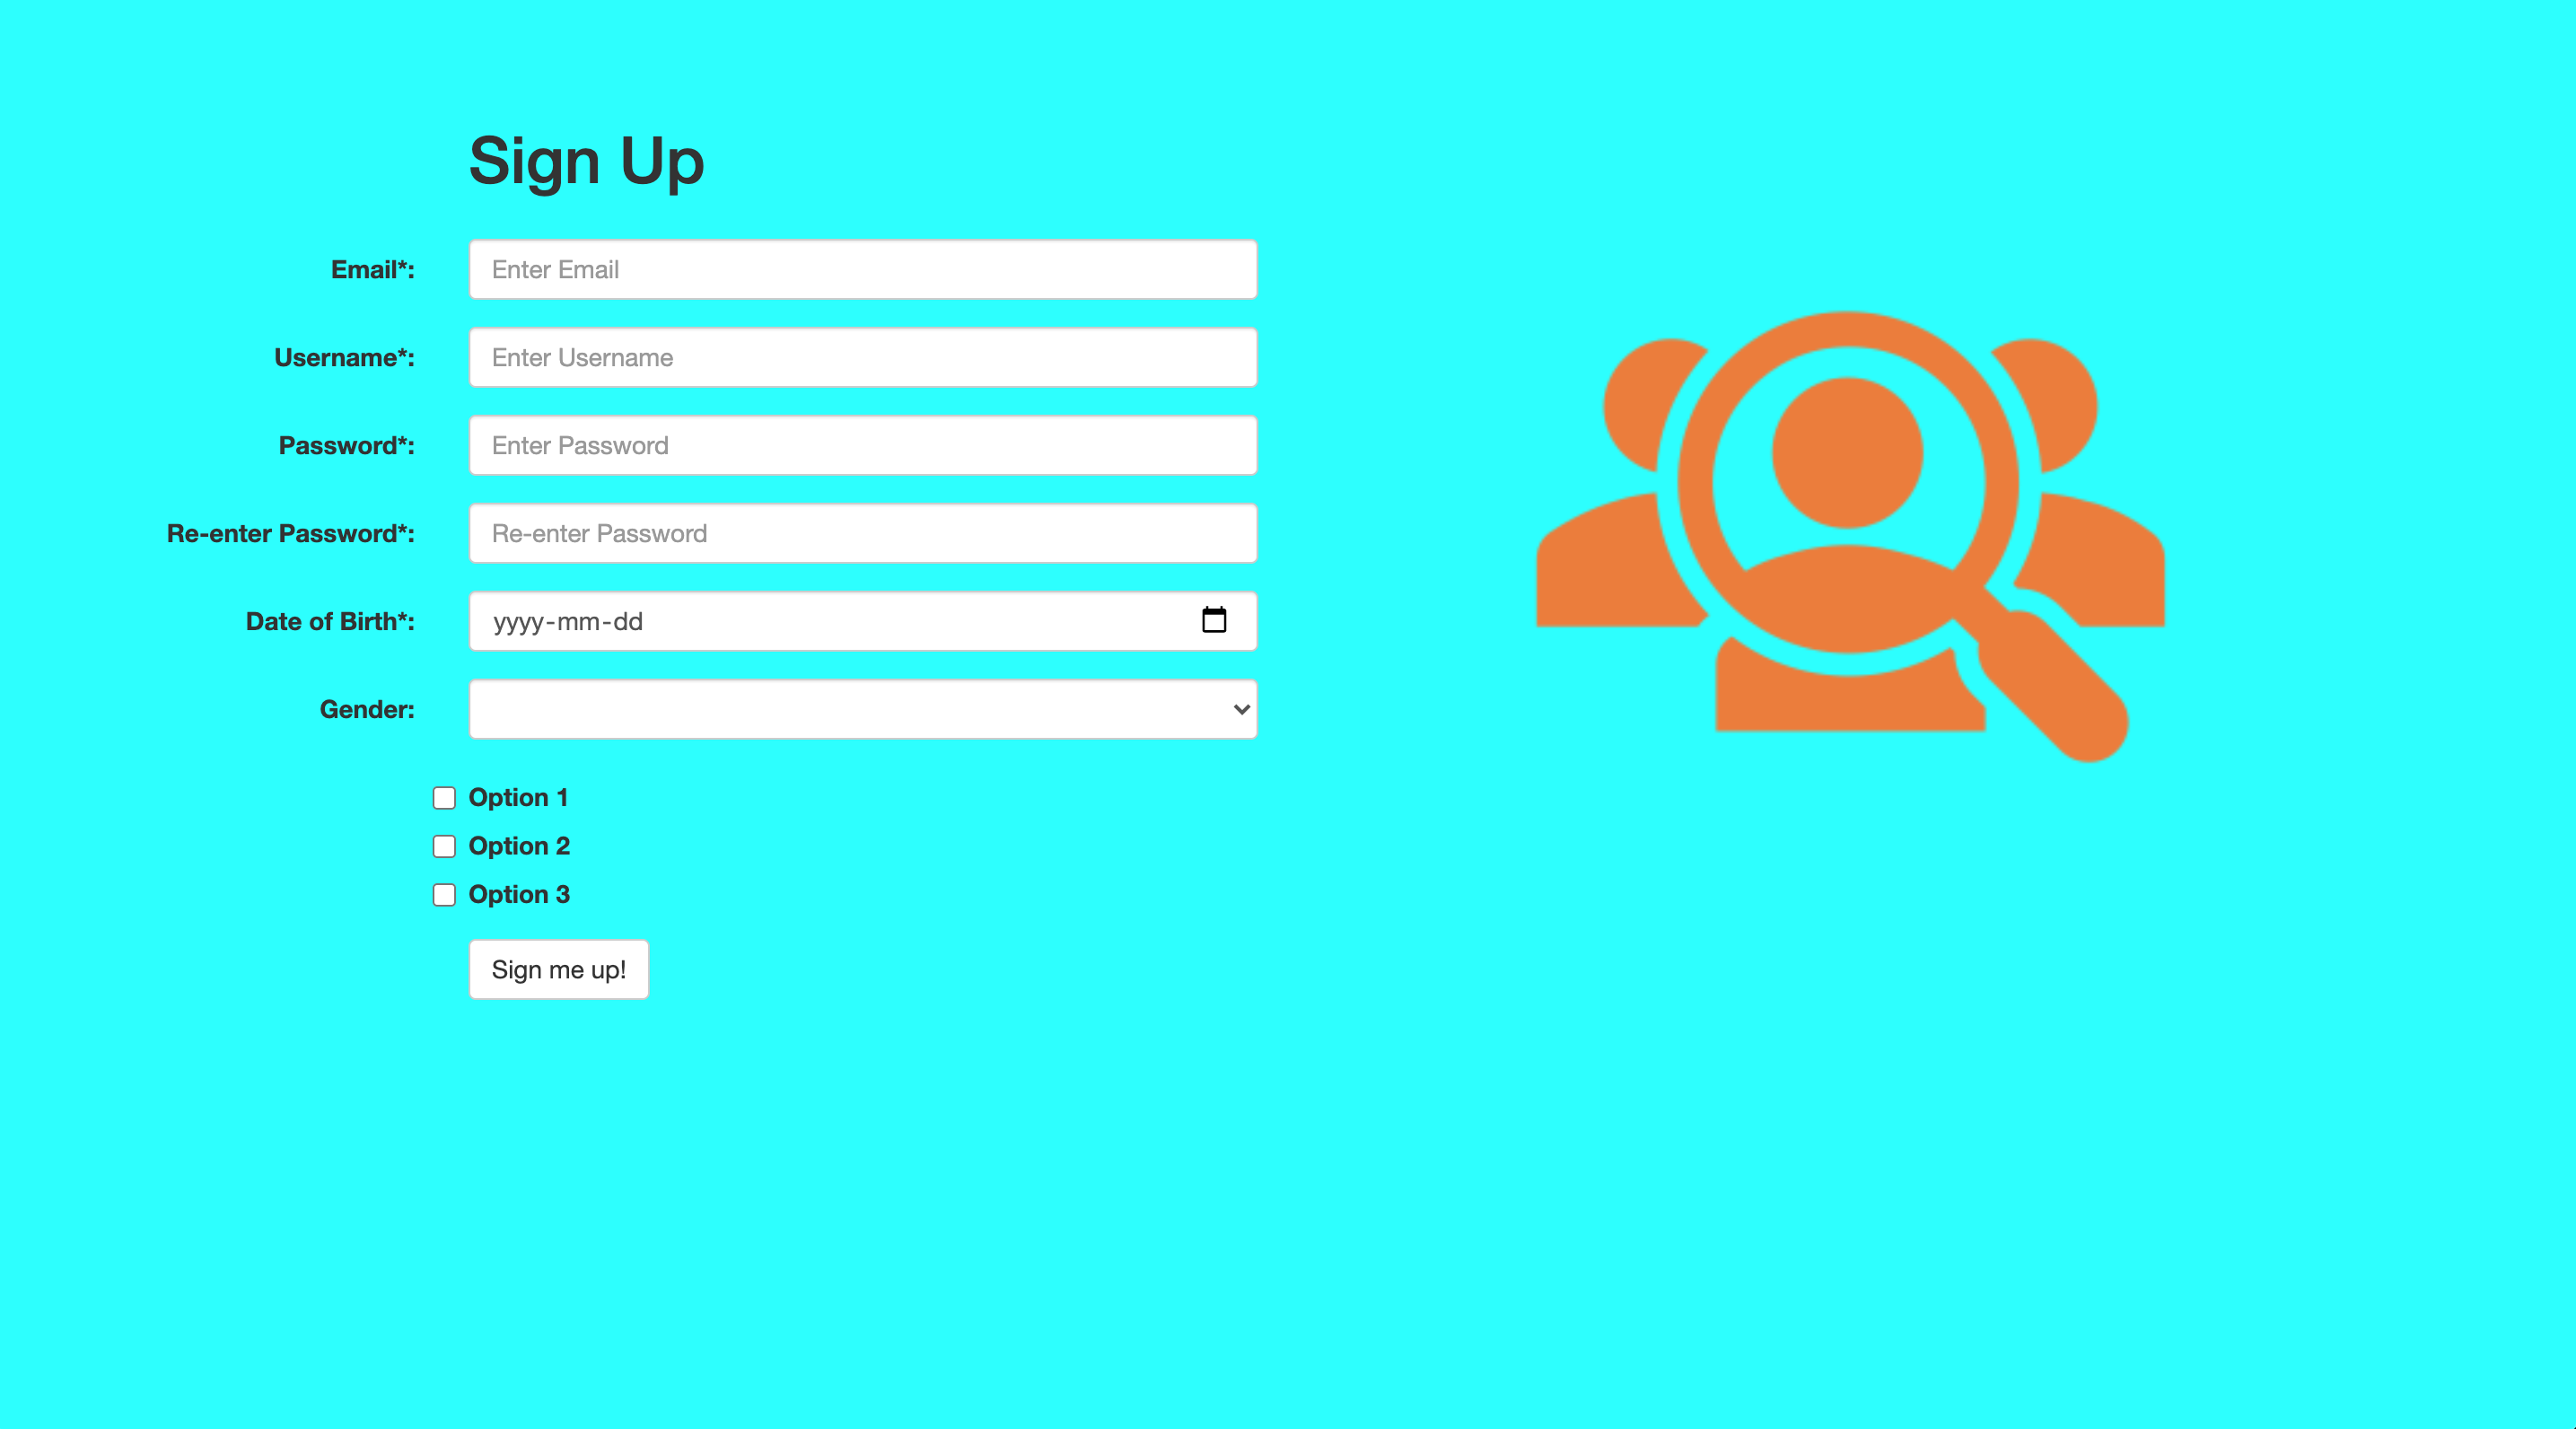 Sign Up
Email*: Enter Email
Username*: Enter Username
Password*: Enter Password
Re-enter Password*: Re-enter Password
Date of Birth*: yyyy-mm-dd
Gender:
Option 1
Option 2
Option 3
Sign me up!